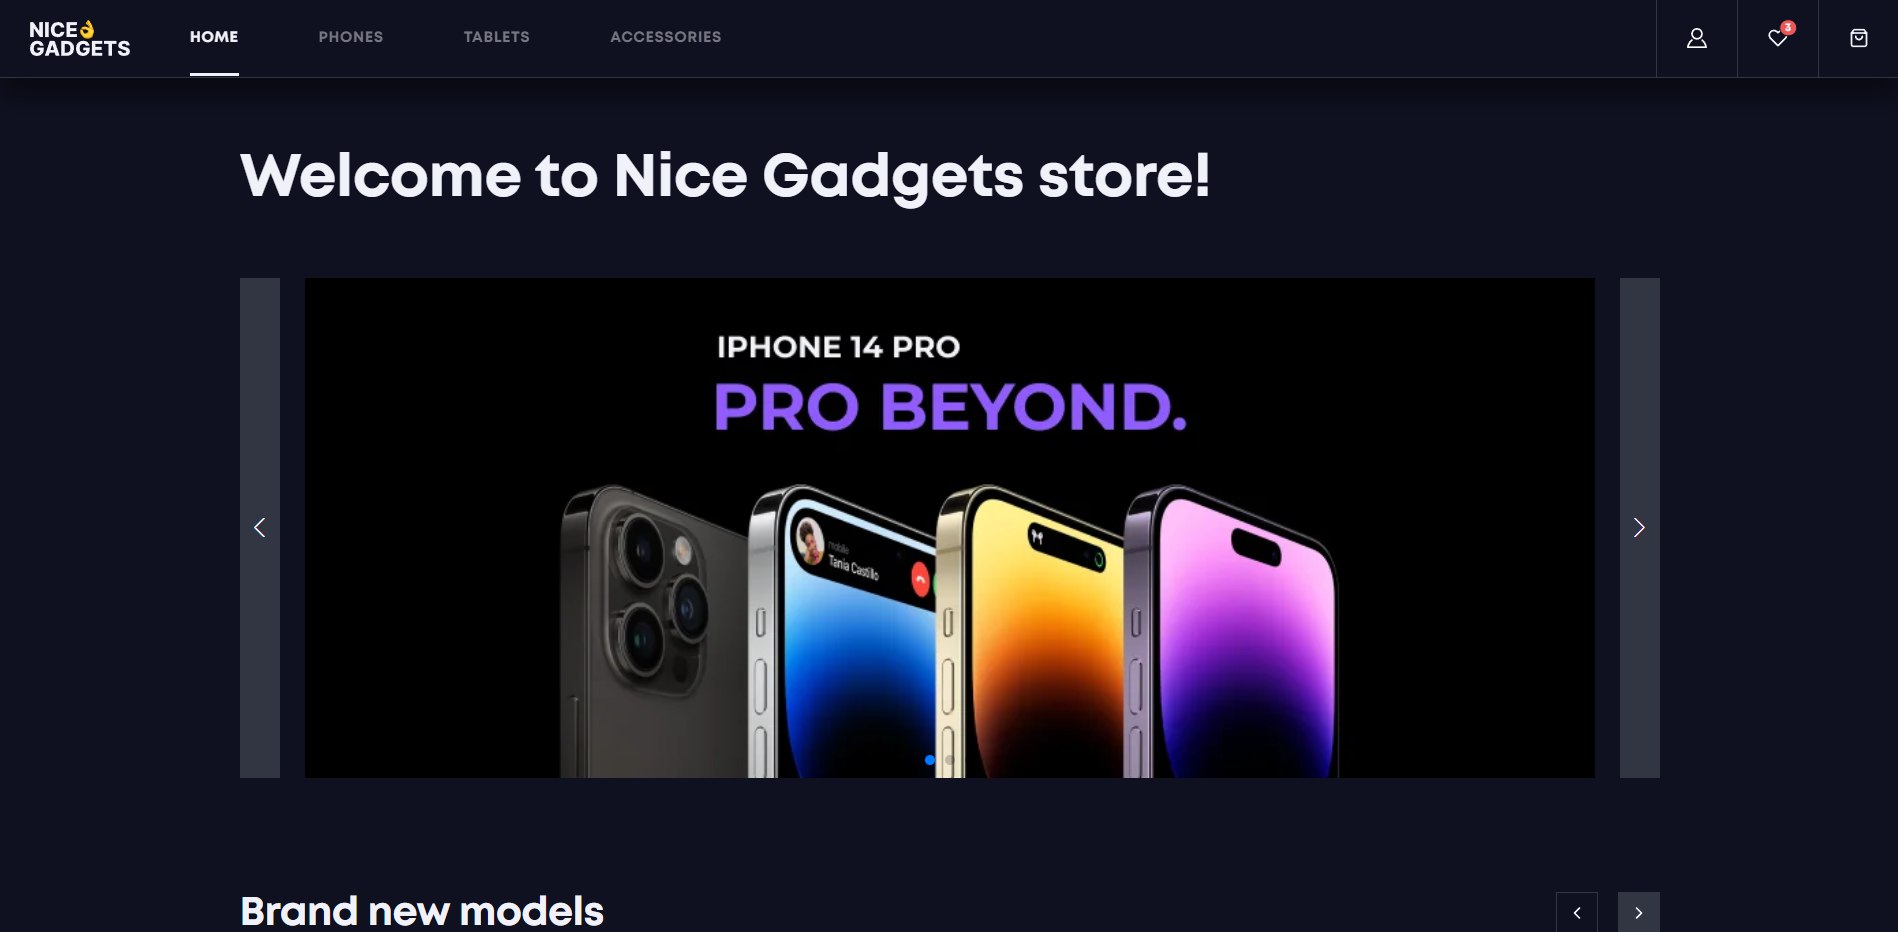 NICE👌
GADGETS
HOME
PHONES
TABLETS
ACCESSORIES
3
Welcome to Nice Gadgets store!
IPHONE 14 PRO
PRO BEYOND.
mobile
Tania Castillo
Brand new models